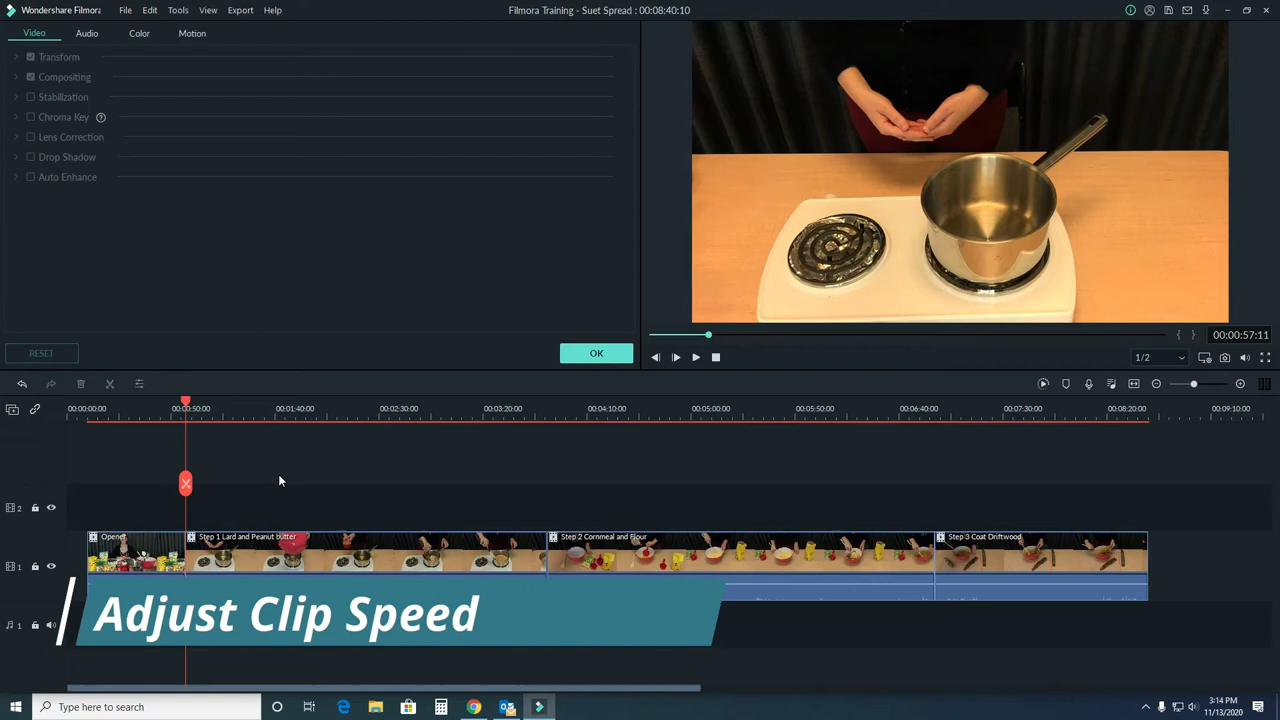 Wondershare Filmora
File Edit Tools View Export Help
Filmora Training - Suet Spread : 00:08:40:10
Video Audio Color Motion
Transform
Compositing
Stabilization
Chroma Key ?
Lens Correction
Drop Shadow
Auto Enhance
00:00:57:11
RESET OK
1/2
00:00:00:00 00:00:50:00 00:01:40:00 00:02:30:00 00:03:20:00 00:04:10:00 00:05:00:00 00:05:50:00 00:06:40:00 00:07:30:00 00:08:20:00 00:09:10:00
2
Opener Step 1 Lard and Peanut butter Step 2 Cornmeal and Flour Step 3 Coat Driftwood
1
Adjust Clip Speed
1
Type here to search
3:14 PM
11/13/2020